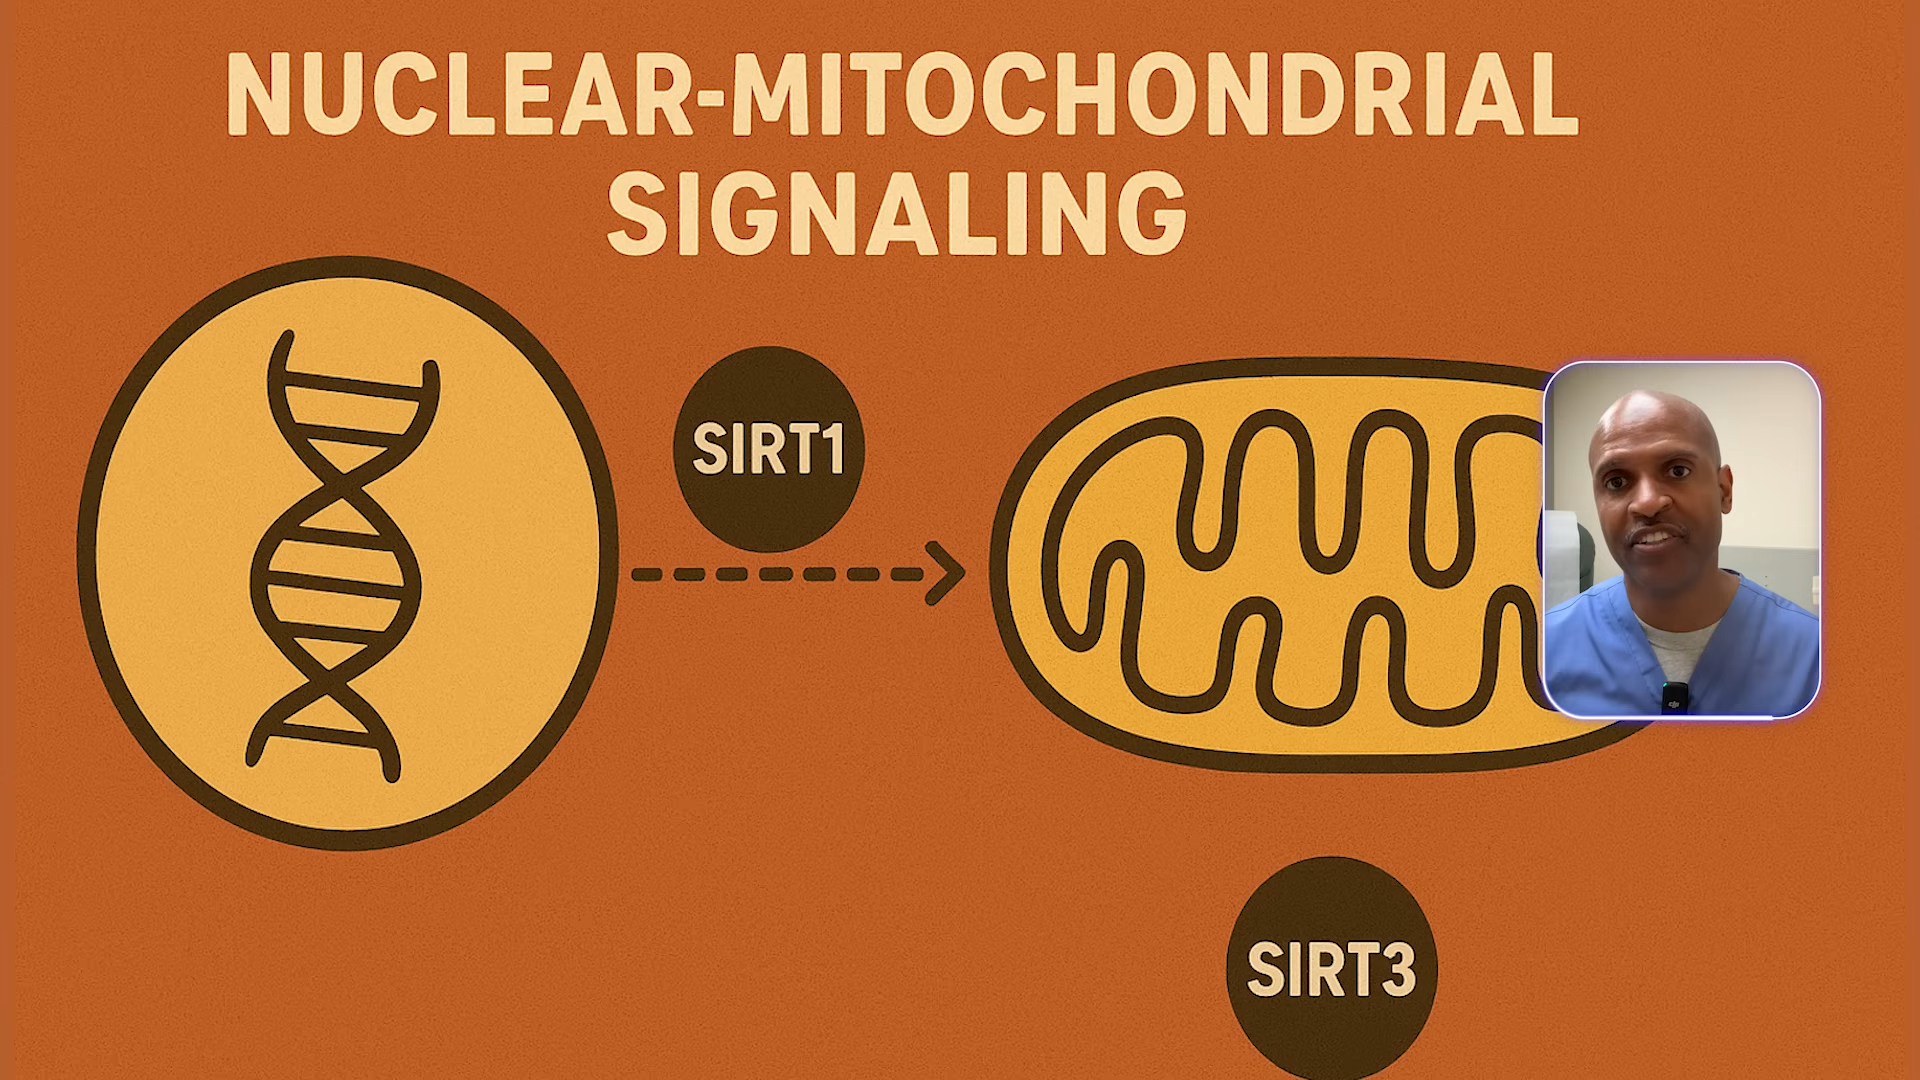 NUCLEAR-MITOCHONDRIAL
SIGNALING
SIRT1
SIRT3